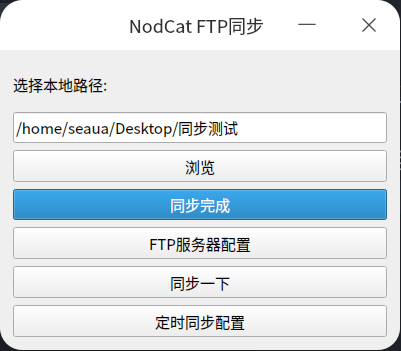 NodCat FTP同步
选择本地路径:
/home/seaua/Desktop/同步测试
浏览
同步完成
FTP服务器配置
同步一下
定时同步配置